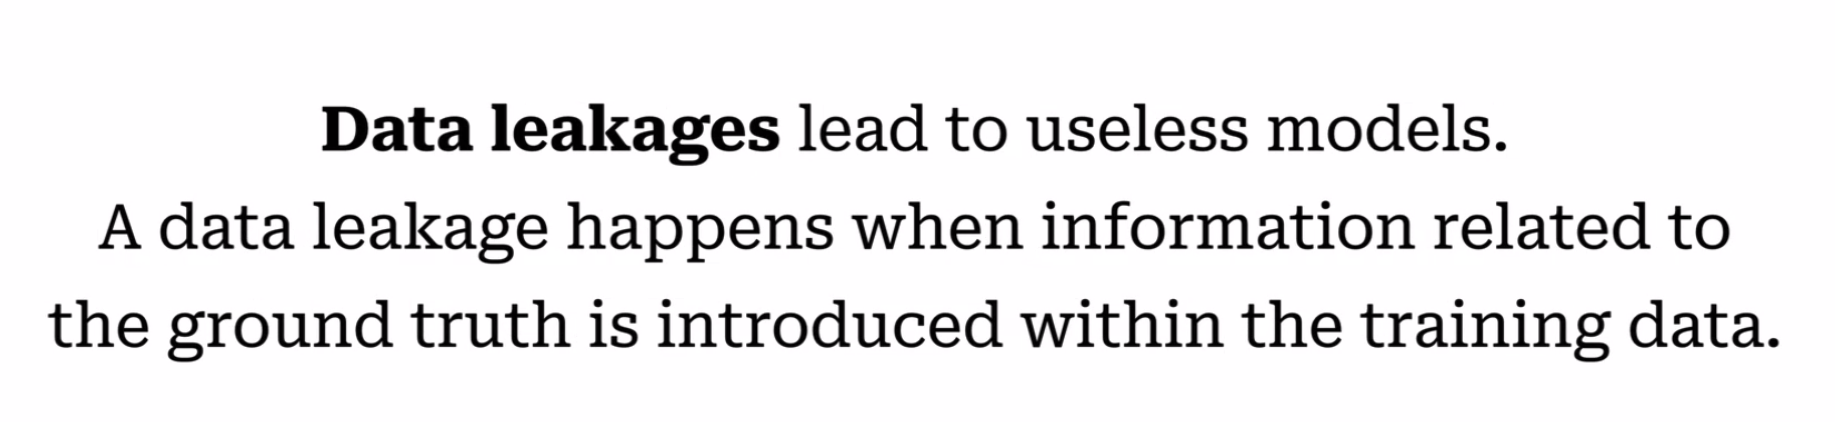 Data leakages lead to useless models.
A data leakage happens when information related to
the ground truth is introduced within the training data.